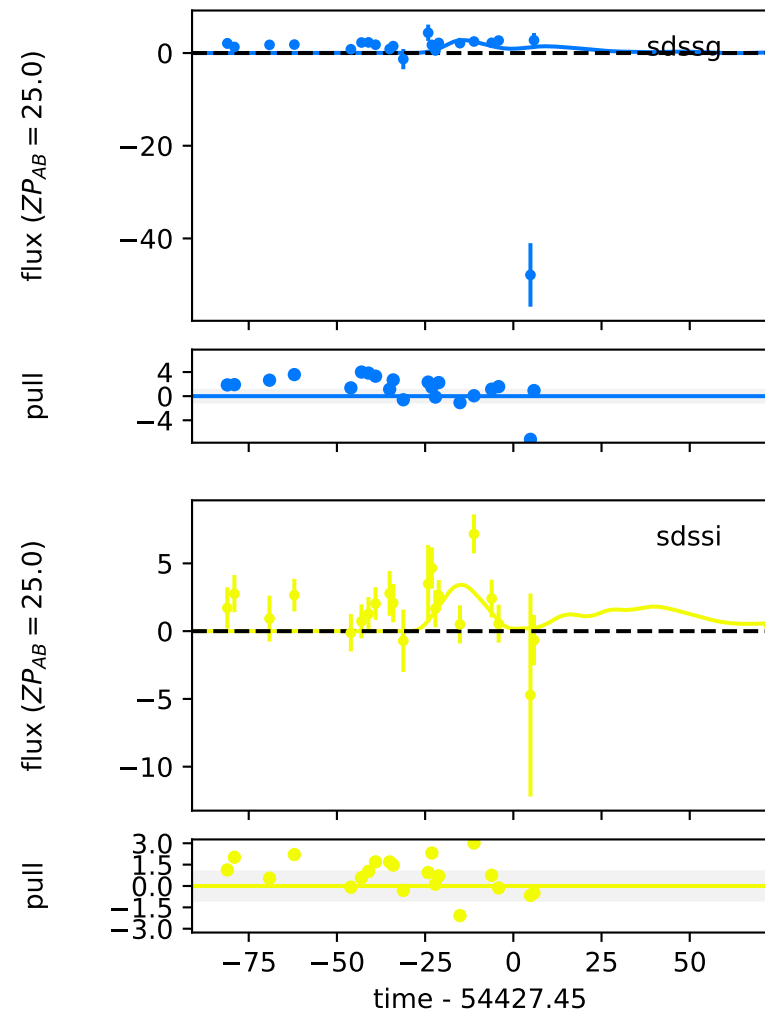 sdssg
flux (ZP_AB = 25.0)
0
−20
−40
pull
4
0
−4
sdssi
flux (ZP_AB = 25.0)
5
0
−5
−10
pull
3.0
1.5
0.0
−1.5
−3.0
−75 −50 −25 0 25 50
time - 54427.45